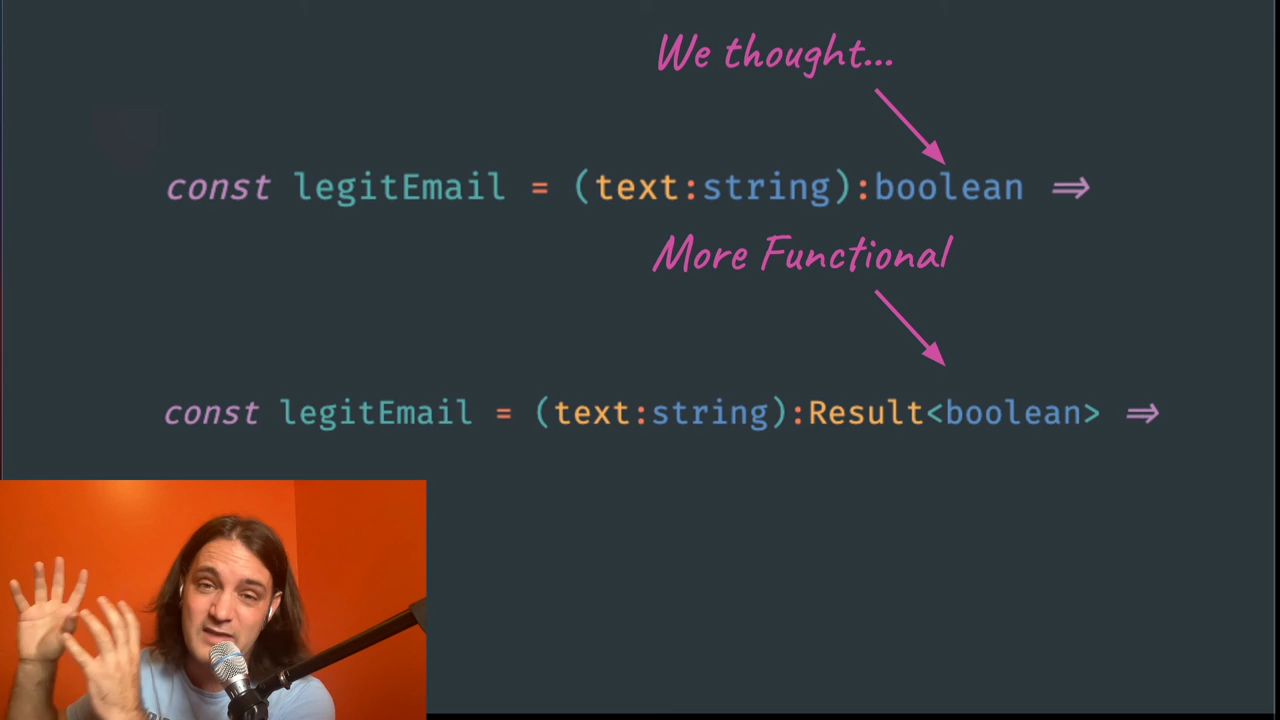 We thought...
const legitEmail = (text:string):boolean ⇒
More Functional
const legitEmail = (text:string):Result<boolean> ⇒